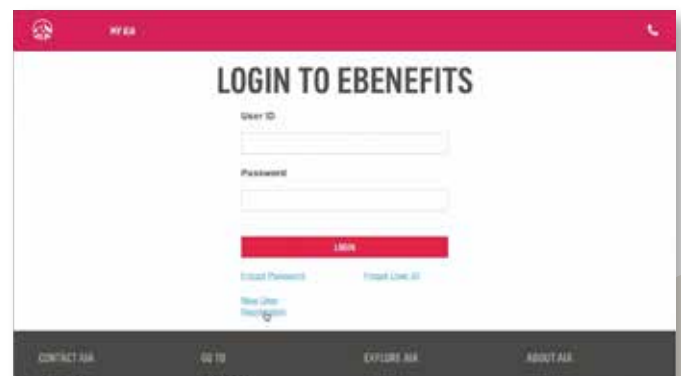 MY AIA
LOGIN TO EBENEFITS
User ID
Password
LOGIN
Forgot Password Forgot User ID
New User
Registration
CONTACT AIA GO TO EXPLORE AIA ABOUT AIA